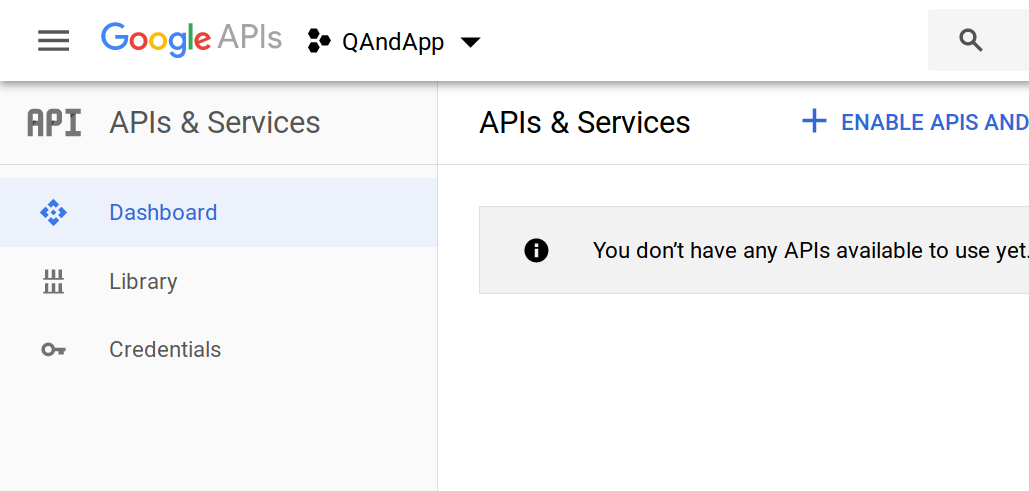 Google APIs QAndApp
API APIs & Services
APIs & Services
ENABLE APIS AND
Dashboard
Library
Credentials
You don’t have any APIs available to use yet.